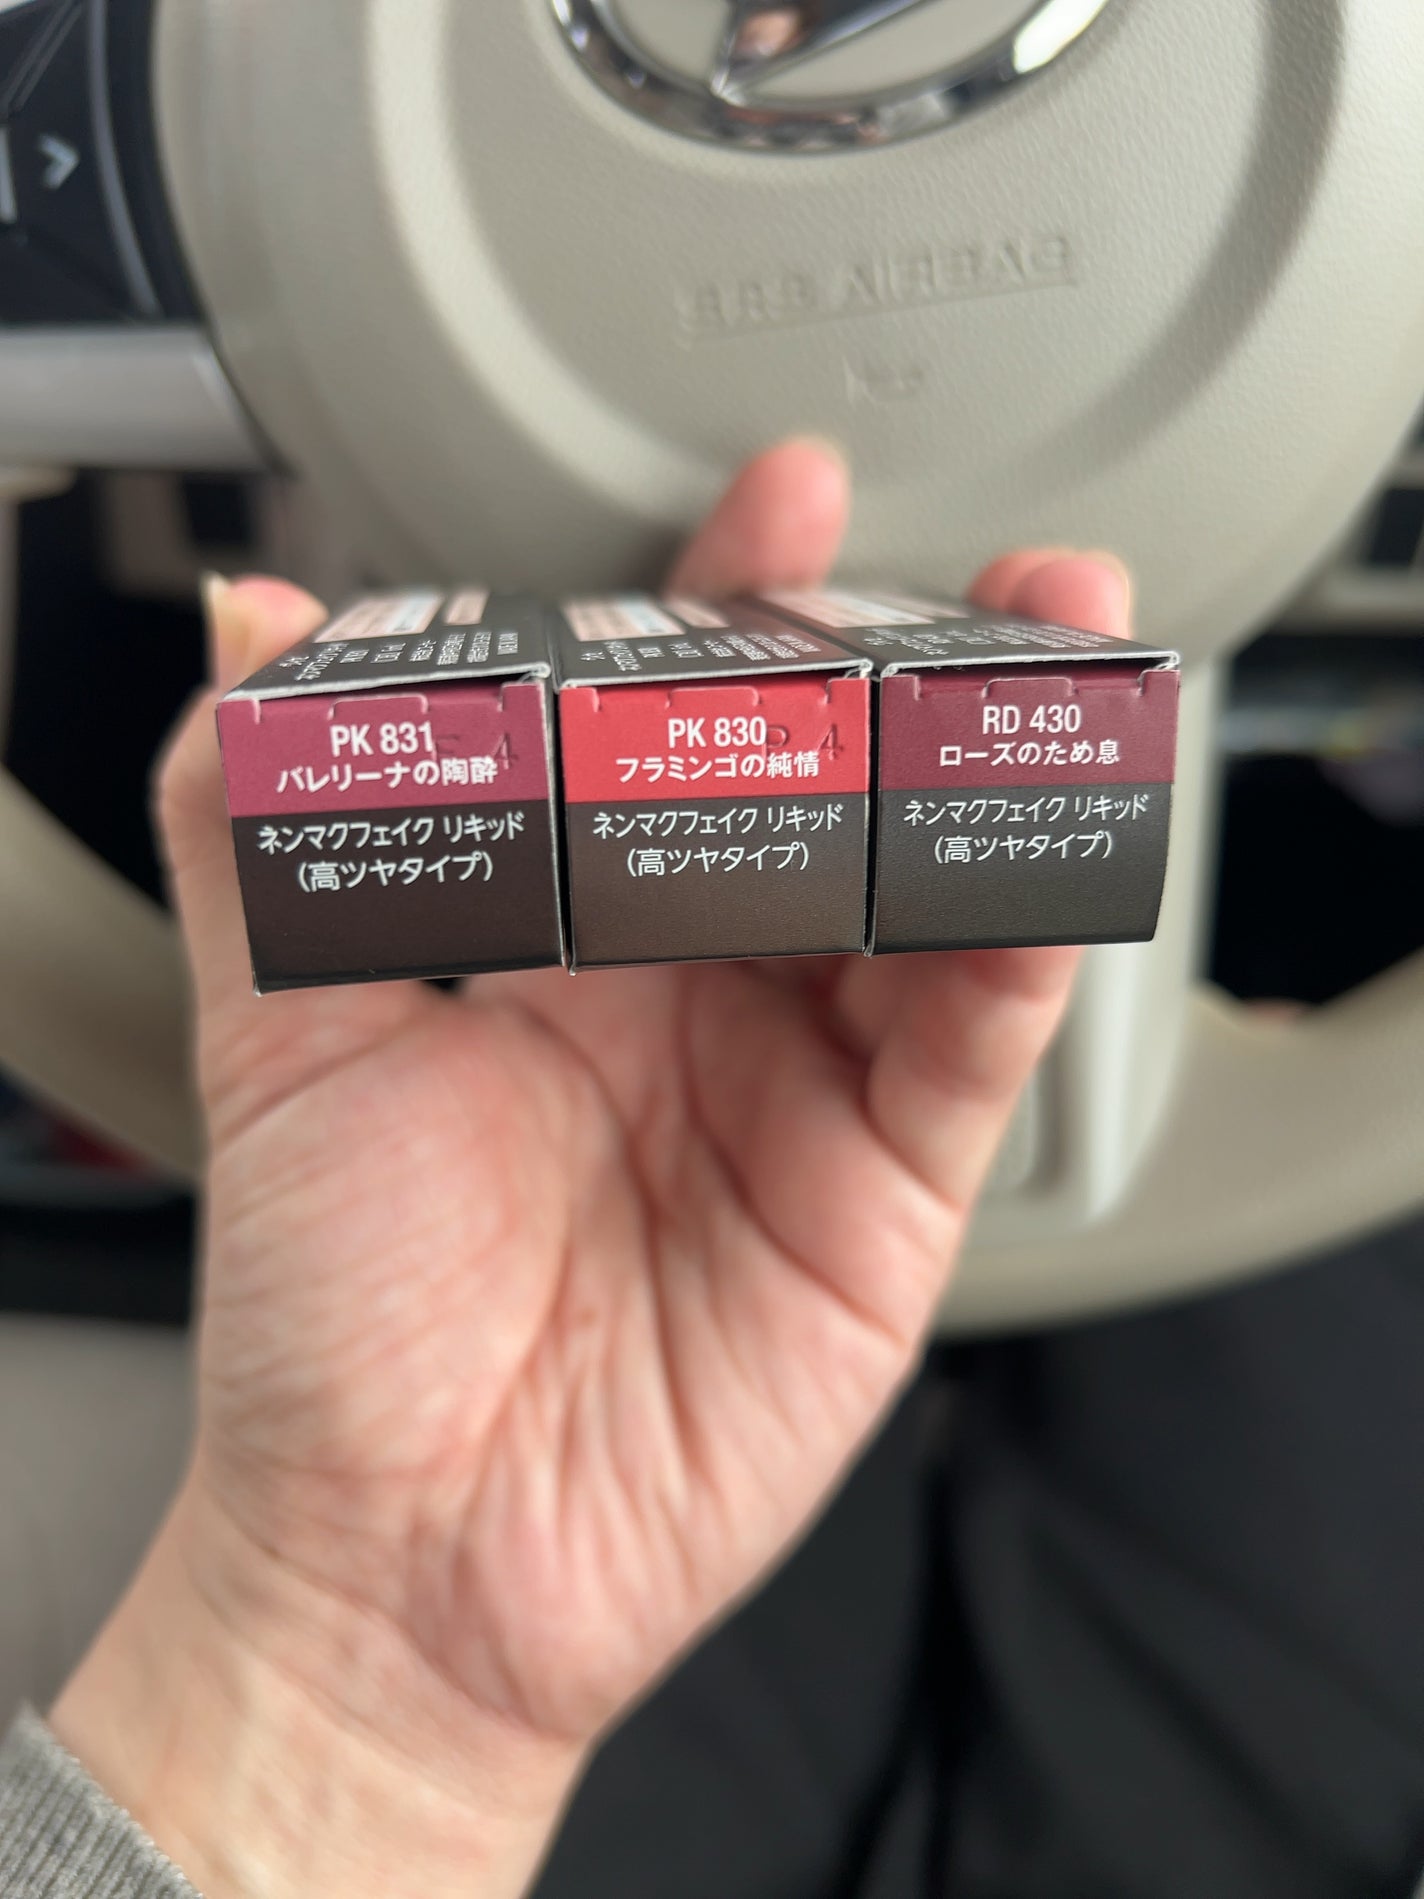 SRS AIRBAG
PK 831
バレリーナの陶酔
ネンマクフェイク リキッド
(高ツヤタイプ)
PK 830
フラミンゴの純情
ネンマクフェイク リキッド
(高ツヤタイプ)
RD 430
ローズのため息
ネンマクフェイク リキッド
(高ツヤタイプ)